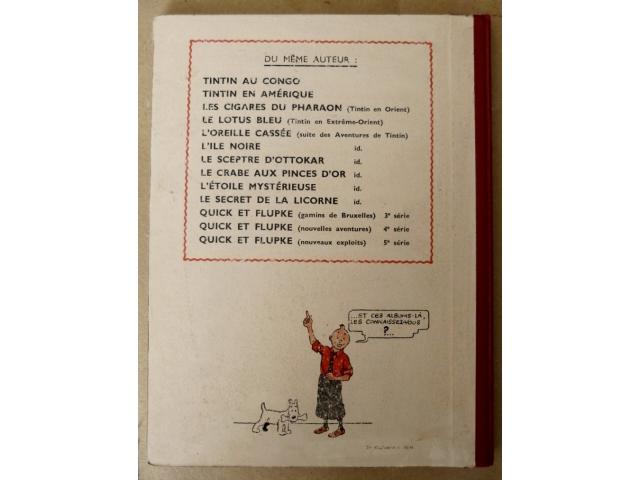 DU MÊME AUTEUR :
TINTIN AU CONGO
TINTIN EN AMÉRIQUE
LES CIGARES DU PHARAON (Tintin en Orient)
LE LOTUS BLEU (Tintin en Extrême-Orient)
L'OREILLE CASSÉE (suite des Aventures de Tintin)
L'ILE NOIRE id.
LE SCEPTRE D'OTTOKAR id.
LE CRABE AUX PINCES D'OR id.
L'ÉTOILE MYSTÉRIEUSE id.
LE SECRET DE LA LICORNE id.
QUICK ET FLUPKE (gamins de Bruxelles) 3e série
QUICK ET FLUPKE (nouvelles aventures) 4e série
QUICK ET FLUPKE (nouveaux exploits) 5e série
...ET CES ALBUMS-LÀ,
LES CONNAISSEZ-VOUS
?...